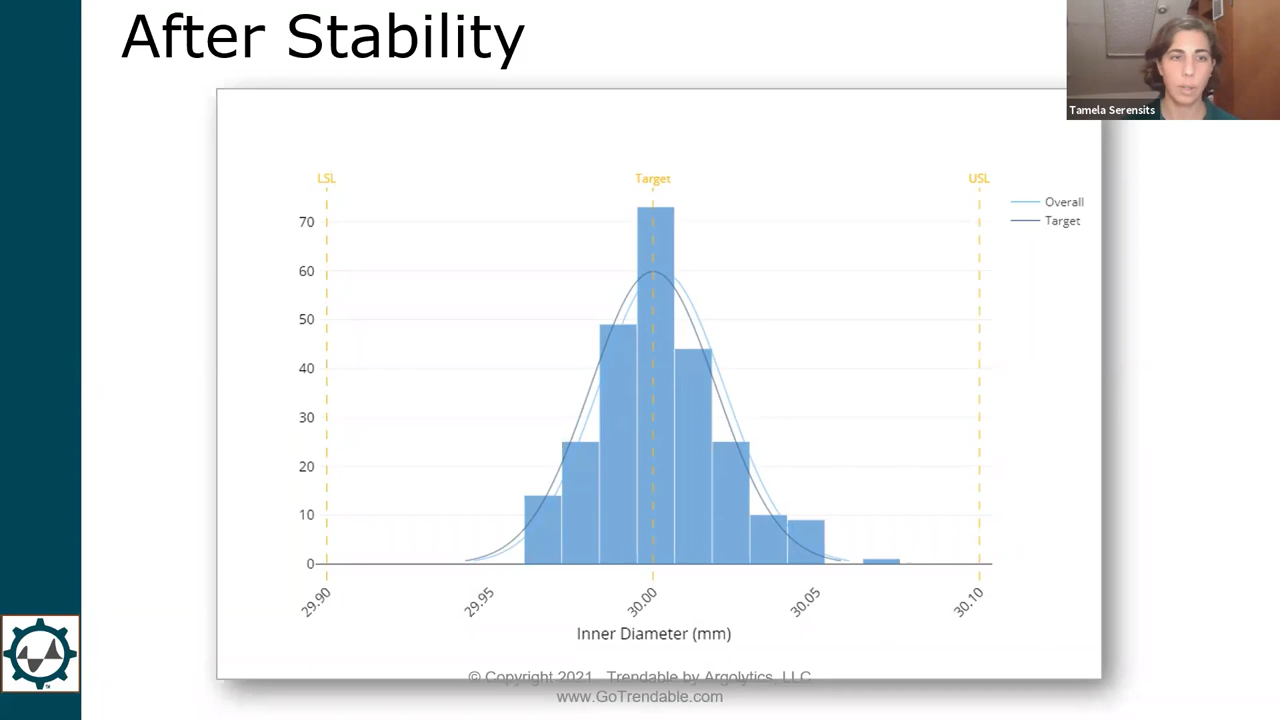 After Stability
Tamela Serensits
LSL
Target
USL
Overall
Target
70
60
50
40
30
20
10
0
29.90
29.95
30.00
30.05
30.10
Inner Diameter (mm)
© Copyright 2021 Trendable by Argolytics, LLC
www.GoTrendable.com